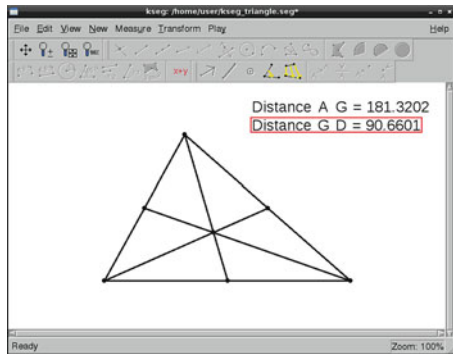 kseg: /home/user/kseg_triangle.seg*
File Edit View New Measure Transform Play Help
x+y
Distance A G = 181.3202
Distance G D = 90.6601
Ready Zoom: 100%